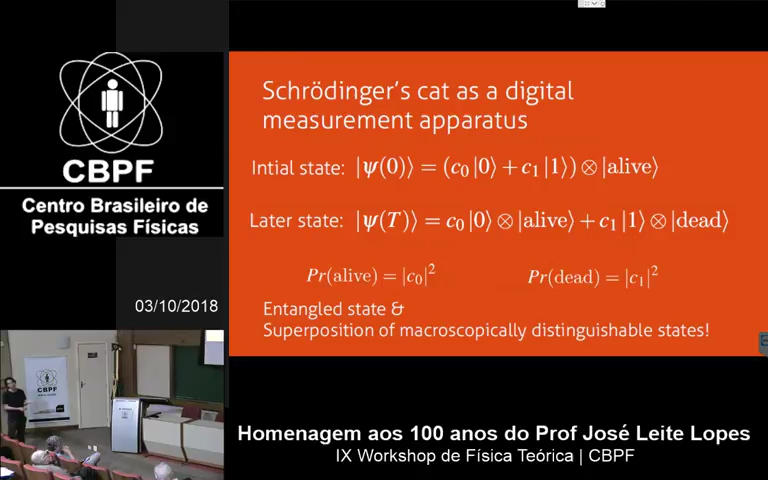 CBPF
Centro Brasileiro de
Pesquisas Físicas
03/10/2018
Schrödinger's cat as a digital
measurement apparatus
Intial state: |ψ(0)⟩ = (c₀|0⟩ + c₁|1⟩) ⊗ |alive⟩
Later state: |ψ(T)⟩ = c₀|0⟩ ⊗ |alive⟩ + c₁|1⟩ ⊗ |dead⟩
Pr(alive) = |c₀|² Pr(dead) = |c₁|²
Entangled state &
Superposition of macroscopically distinguishable states!
CBPF
Homenagem aos 100 anos do Prof José Leite Lopes
IX Workshop de Física Teórica | CBPF